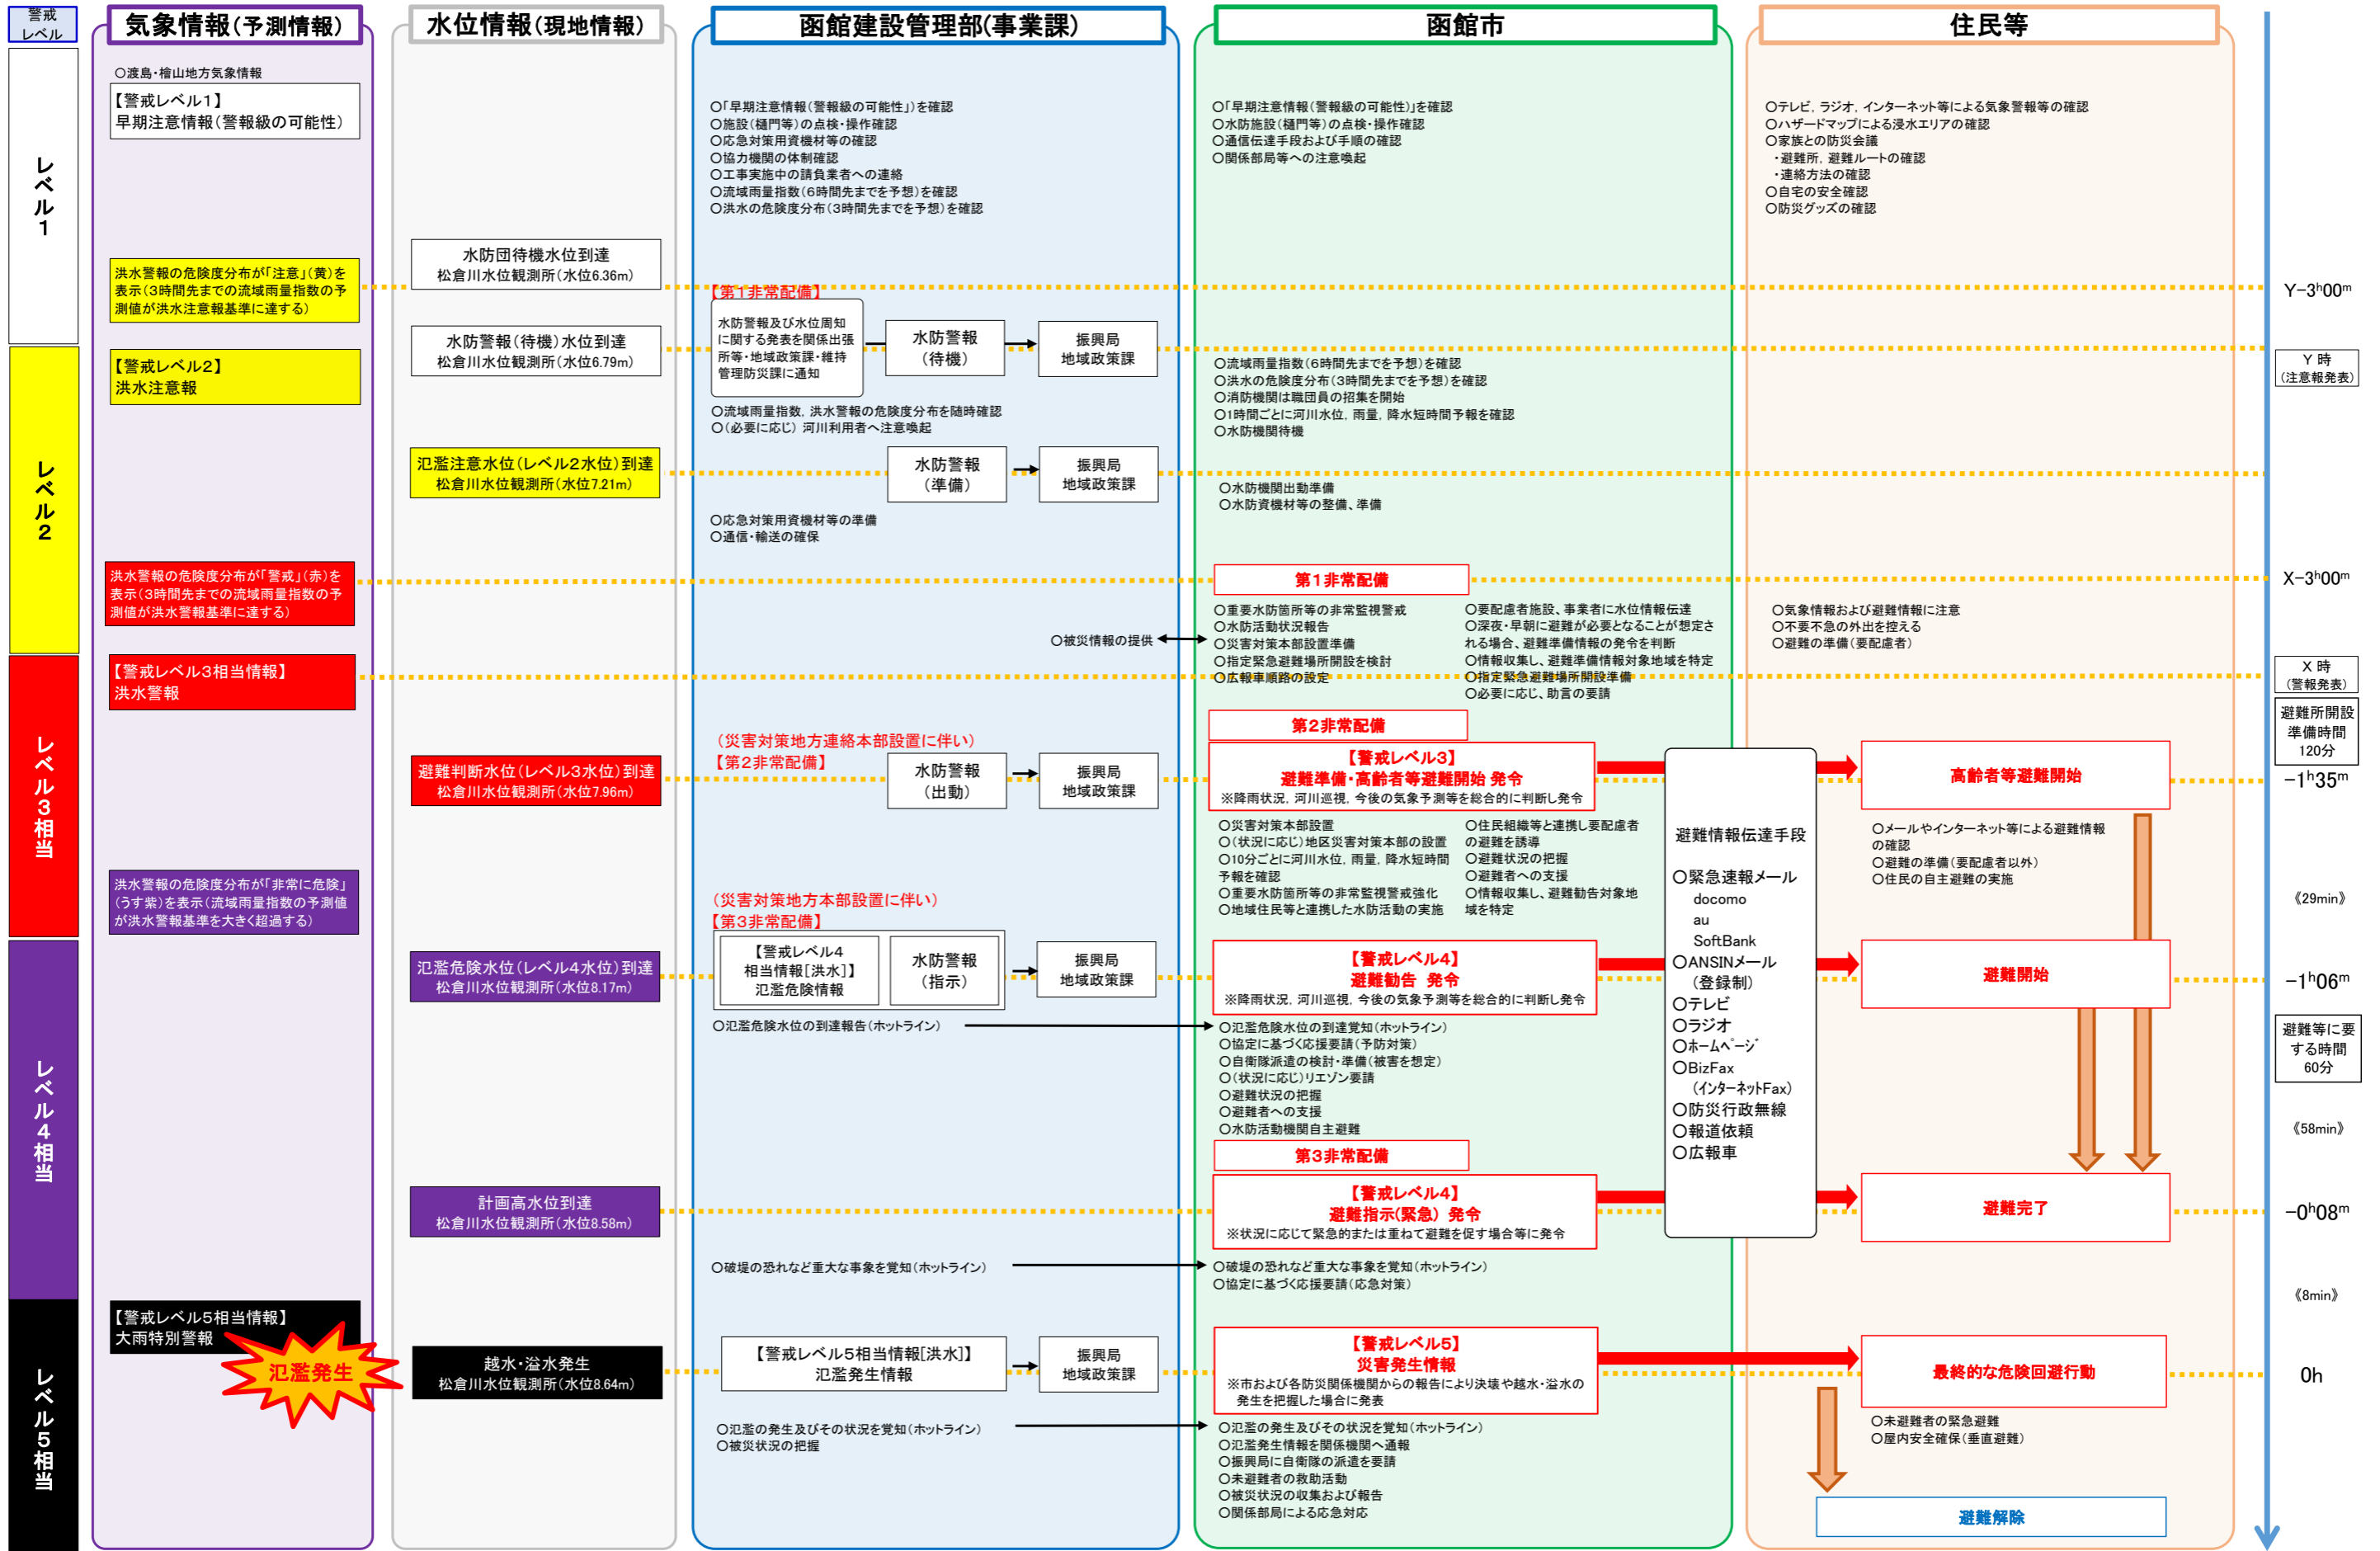 警戒
レベル
気象情報(予測情報)
水位情報(現地情報)
函館建設管理部(事業課)
函館市
住民等
レベル1
レベル2
レベル3相当
レベル4相当
レベル5相当
○渡島・檜山地方気象情報
【警戒レベル1】
早期注意情報(警報級の可能性)
洪水警報の危険度分布が「注意」(黄)を
表示(3時間先までの流域雨量指数の予
測値が洪水注意報基準に達する)
【警戒レベル2】
洪水注意報
洪水警報の危険度分布が「警戒」(赤)を
表示(3時間先までの流域雨量指数の予
測値が洪水警報基準に達する)
【警戒レベル3相当情報】
洪水警報
洪水警報の危険度分布が「非常に危険」
(うす紫)を表示(流域雨量指数の予測値
が洪水警報基準を大きく超過する)
【警戒レベル5相当情報】
大雨特別警報
氾濫発生
水防団待機水位到達
松倉川水位観測所(水位6.36m)
水防警報(待機)水位到達
松倉川水位観測所(水位6.79m)
氾濫注意水位(レベル2水位)到達
松倉川水位観測所(水位7.21m)
避難判断水位(レベル3水位)到達
松倉川水位観測所(水位7.96m)
氾濫危険水位(レベル4水位)到達
松倉川水位観測所(水位8.17m)
計画高水位到達
松倉川水位観測所(水位8.58m)
越水・溢水発生
松倉川水位観測所(水位8.64m)
○「早期注意情報(警報級の可能性」)を確認
○施設(樋門等)の点検・操作確認
○応急対策用資機材等の確認
○協力機関の体制確認
○工事実施中の請負業者への連絡
○流域雨量指数(6時間先までを予想)を確認
○洪水の危険度分布(3時間先までを予想)を確認
【第1非常配備】
水防警報及び水位周知
に関する発表を関係出張
所等・地域政策課・維持
管理防災課に通知
水防警報
(待機)
振興局
地域政策課
○流域雨量指数, 洪水警報の危険度分布を随時確認
○(必要に応じ) 河川利用者へ注意喚起
水防警報
(準備)
振興局
地域政策課
○応急対策用資機材等の準備
○通信・輸送の確保
○被災情報の提供
(災害対策地方連絡本部設置に伴い)
【第2非常配備】
水防警報
(出動)
振興局
地域政策課
(災害対策地方本部設置に伴い)
【第3非常配備】
【警戒レベル4
相当情報[洪水]】
氾濫危険情報
水防警報
(指示)
振興局
地域政策課
○氾濫危険水位の到達報告(ホットライン)
○破堤の恐れなど重大な事象を覚知(ホットライン)
【警戒レベル5相当情報[洪水]】
氾濫発生情報
振興局
地域政策課
○氾濫の発生及びその状況を覚知(ホットライン)
○被災状況の把握
○「早期注意情報(警報級の可能性)」を確認
○水防施設(樋門等)の点検・操作確認
○通信伝達手段および手順の確認
○関係部局等への注意喚起
○流域雨量指数(6時間先までを予想)を確認
○洪水の危険度分布(3時間先までを予想)を確認
○消防機関は職団員の招集を開始
○1時間ごとに河川水位, 雨量, 降水短時間予報を確認
○水防機関待機
○水防機関出動準備
○水防資機材等の整備、準備
第1非常配備
○重要水防箇所等の非常監視警戒
○水防活動状況報告
○災害対策本部設置準備
○指定緊急避難場所開設を検討
○広報車順路の設定
○要配慮者施設、事業者に水位情報伝達
○深夜・早朝に避難が必要となることが想定さ
れる場合、避難準備情報の発令を判断
○情報収集し、避難準備情報対象地域を特定
○指定緊急避難場所開設準備
○必要に応じ、助言の要請
第2非常配備
【警戒レベル3】
避難準備・高齢者等避難開始 発令
※降雨状況, 河川巡視, 今後の気象予測等を総合的に判断し発令
○災害対策本部設置
○(状況に応じ)地区災害対策本部の設置
○10分ごとに河川水位, 雨量, 降水短時間
予報を確認
○重要水防箇所等の非常監視警戒強化
○地域住民等と連携した水防活動の実施
○住民組織等と連携し要配慮者
の避難を誘導
○避難状況の把握
○避難者への支援
○情報収集し、避難勧告対象地
域を特定
【警戒レベル4】
避難勧告 発令
※降雨状況, 河川巡視, 今後の気象予測等を総合的に判断し発令
○氾濫危険水位の到達覚知(ホットライン)
○協定に基づく応援要請(予防対策)
○自衛隊派遣の検討・準備(被害を想定)
○(状況に応じ)リエゾン要請
○避難状況の把握
○避難者への支援
○水防活動機関自主避難
第3非常配備
【警戒レベル4】
避難指示(緊急) 発令
※状況に応じて緊急的または重ねて避難を促す場合等に発令
○破堤の恐れなど重大な事象を覚知(ホットライン)
○協定に基づく応援要請(応急対策)
【警戒レベル5】
災害発生情報
※市および各防災関係機関からの報告により決壊や越水・溢水の
発生を把握した場合に発表
○氾濫の発生及びその状況を覚知(ホットライン)
○氾濫発生情報を関係機関へ通報
○振興局に自衛隊の派遣を要請
○未避難者の救助活動
○被災状況の収集および報告
○関係部局による応急対応
避難情報伝達手段
○緊急速報メール
docomo
au
SoftBank
○ANSINメール
(登録制)
○テレビ
○ラジオ
○ホームページ
○BizFax
(インターネットFax)
○防災行政無線
○報道依頼
○広報車
○テレビ, ラジオ, インターネット等による気象警報等の確認
○ハザードマップによる浸水エリアの確認
○家族との防災会議
・避難所, 避難ルートの確認
・連絡方法の確認
○自宅の安全確認
○防災グッズの確認
○気象情報および避難情報に注意
○不要不急の外出を控える
○避難の準備(要配慮者)
高齢者等避難開始
○メールやインターネット等による避難情報
の確認
○避難の準備(要配慮者以外)
○住民の自主避難の実施
避難開始
避難完了
最終的な危険回避行動
○未避難者の緊急避難
○屋内安全確保(垂直避難)
避難解除
Y−3ʰ00ᵐ
Y 時
(注意報発表)
X−3ʰ00ᵐ
X 時
(警報発表)
避難所開設
準備時間
120分
−1ʰ35ᵐ
《29min》
−1ʰ06ᵐ
避難等に要
する時間
60分
《58min》
−0ʰ08ᵐ
《8min》
0h